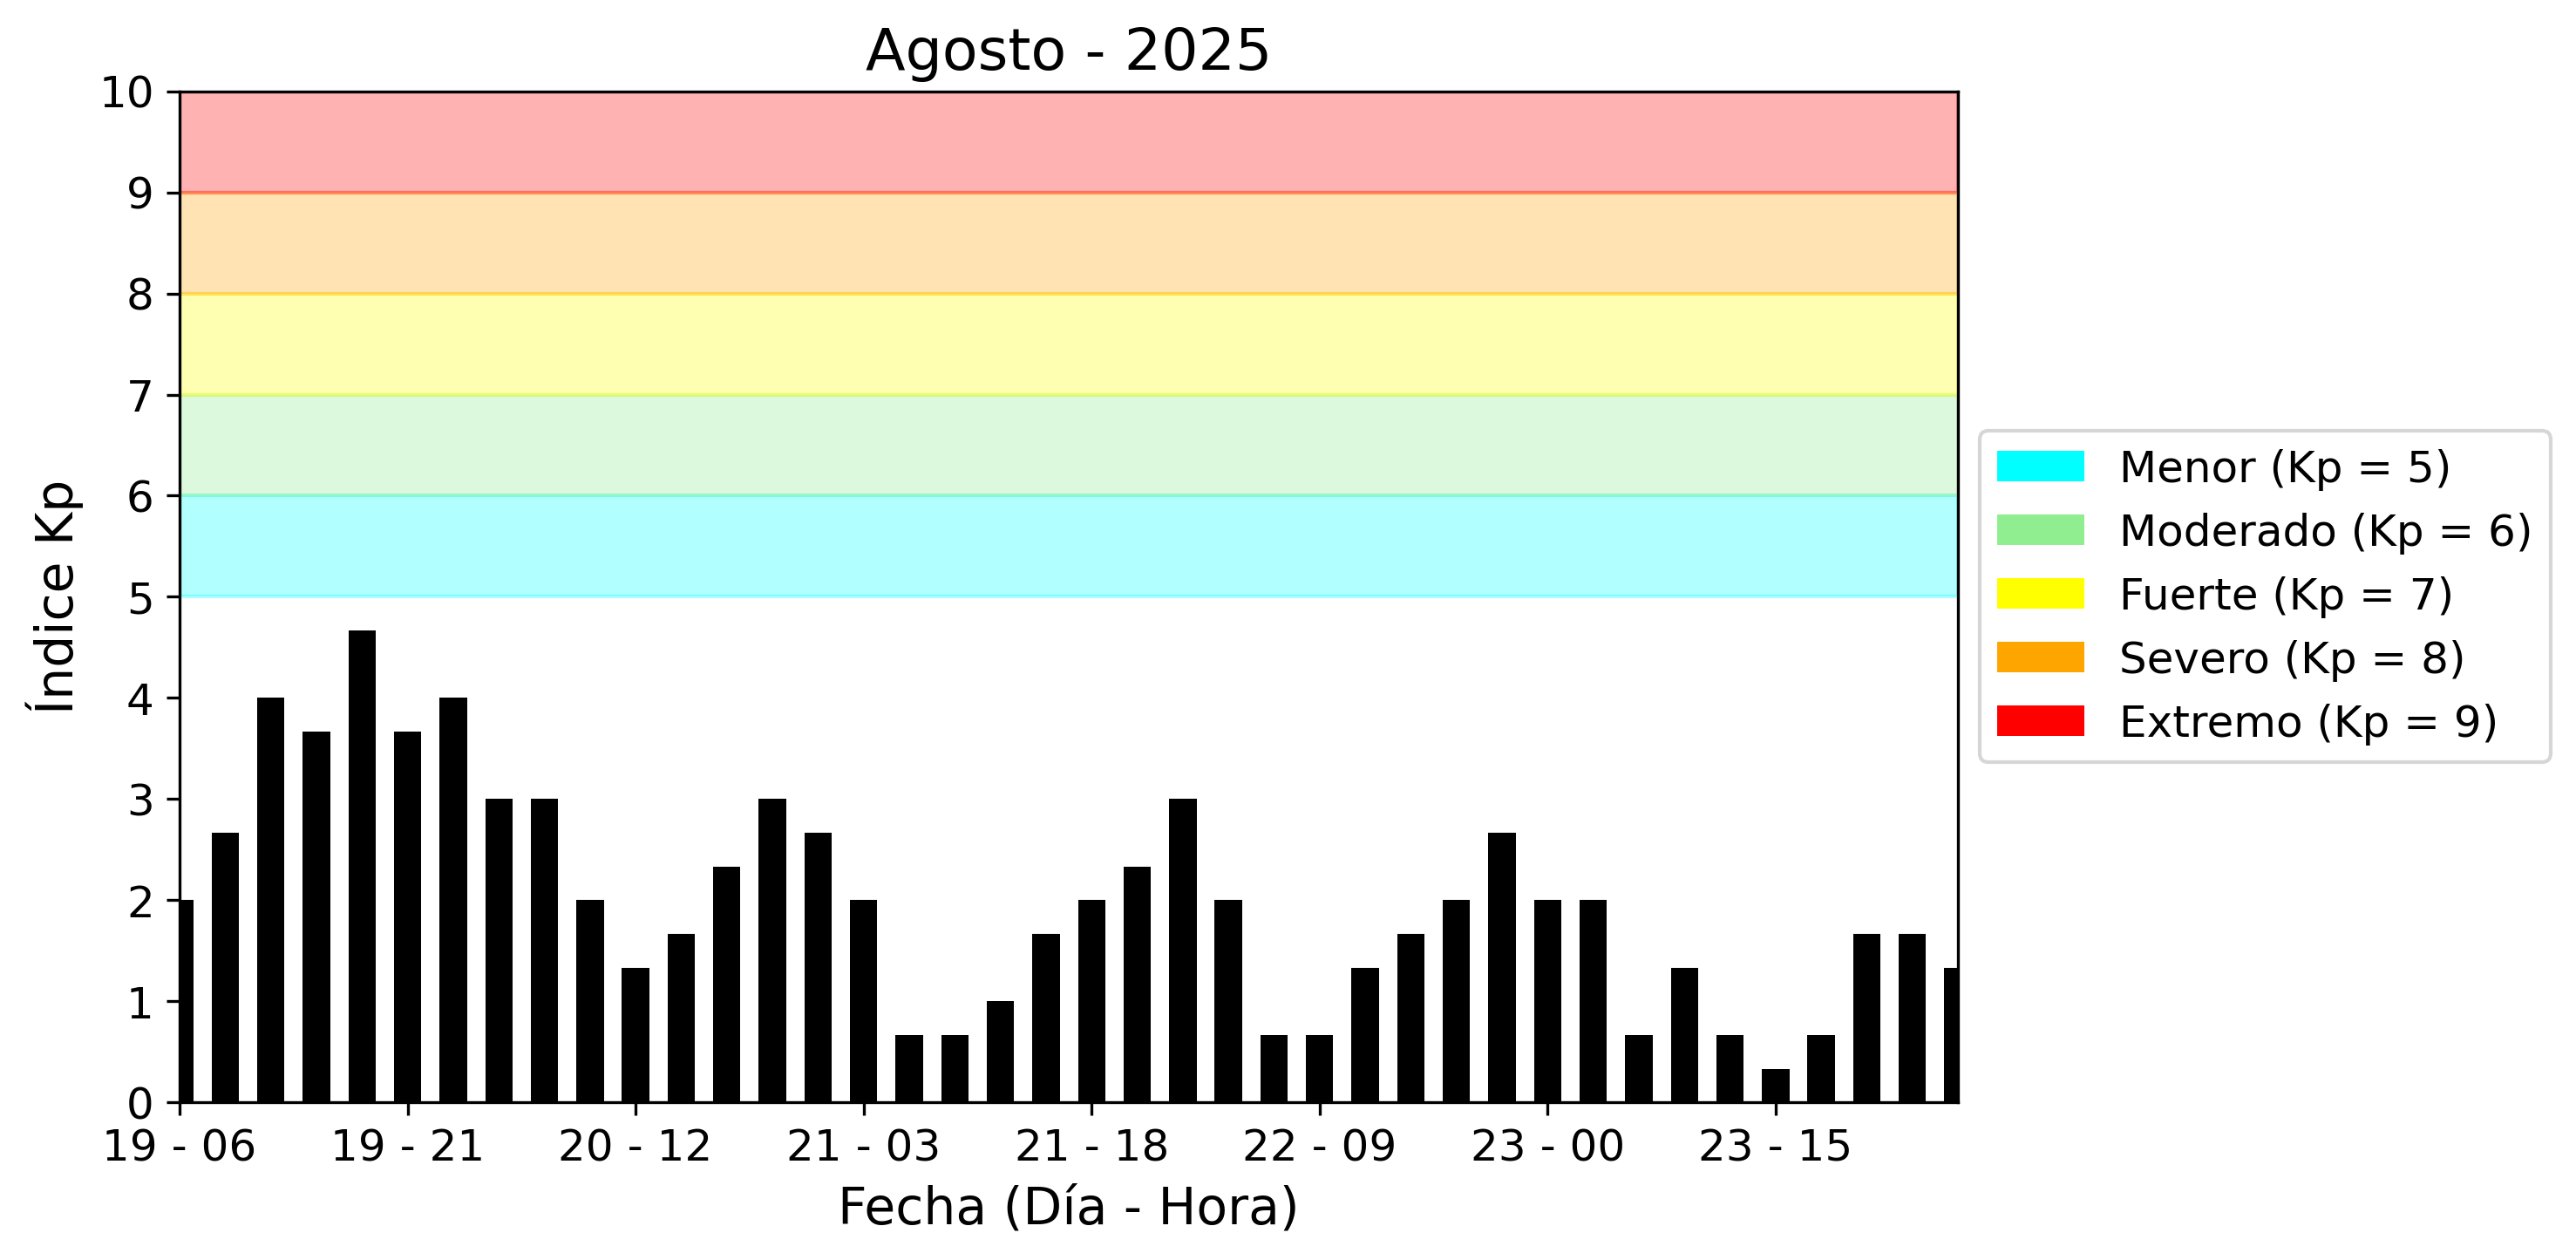 Agosto - 2025
10
9
8
7
6
5
4
3
2
1
0
Índice Kp
19 - 06
19 - 21
20 - 12
21 - 03
21 - 18
22 - 09
23 - 00
23 - 15
Fecha (Día - Hora)
Menor (Kp = 5)
Moderado (Kp = 6)
Fuerte (Kp = 7)
Severo (Kp = 8)
Extremo (Kp = 9)